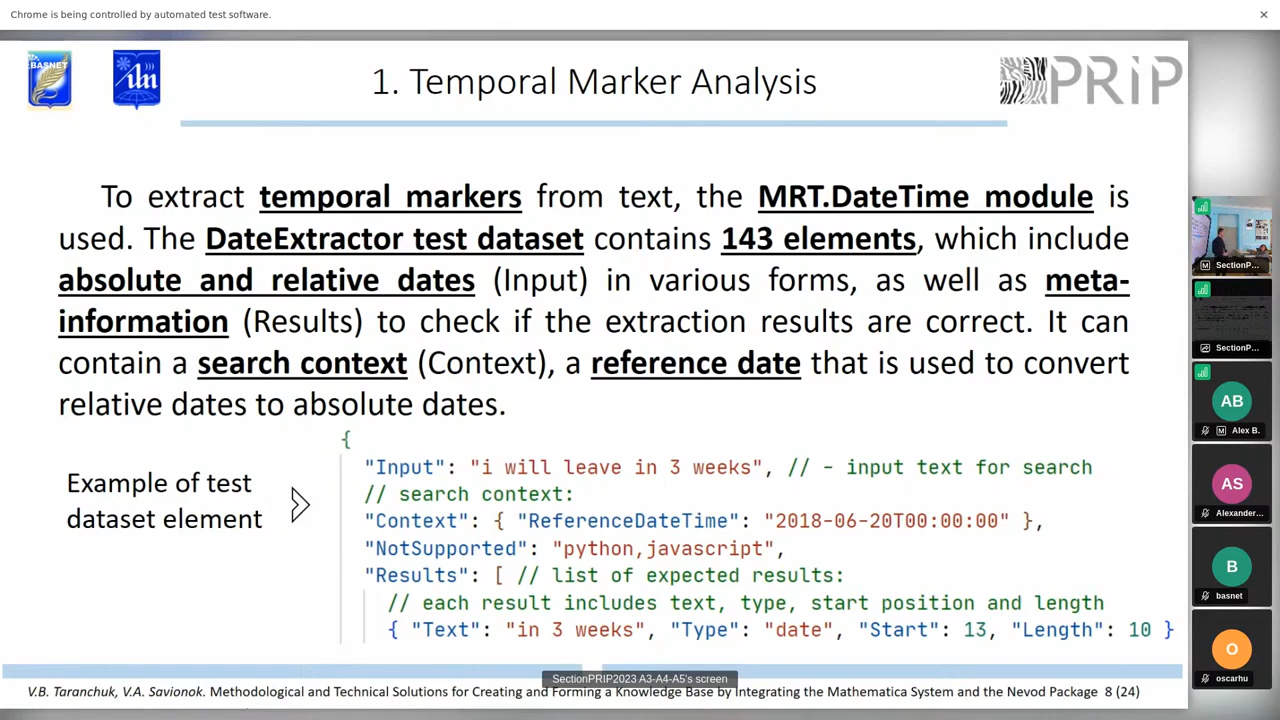 Chrome is being controlled by automated test software.
BASNET
PRIP
1. Temporal Marker Analysis
To extract temporal markers from text, the MRT.DateTime module is
used. The DateExtractor test dataset contains 143 elements, which include
absolute and relative dates (Input) in various forms, as well as meta-
information (Results) to check if the extraction results are correct. It can
contain a search context (Context), a reference date that is used to convert
relative dates to absolute dates.
Example of test
dataset element
{
"Input": "i will leave in 3 weeks", // - input text for search
// search context:
"Context": { "ReferenceDateTime": "2018-06-20T00:00:00" },
"NotSupported": "python,javascript",
"Results": [ // list of expected results:
// each result includes text, type, start position and length
{ "Text": "in 3 weeks", "Type": "date", "Start": 13, "Length": 10 }
SectionPRIP2023 A3-A4-A5's screen
V.B. Taranchuk, V.A. Savionok. Methodological and Technical Solutions for Creating and Forming a Knowledge Base by Integrating the Mathematica System and the Nevod Package 8 (24)
SectionP...
SectionP...
AB
Alex B.
AS
Alexander...
B
basnet
O
oscarhu